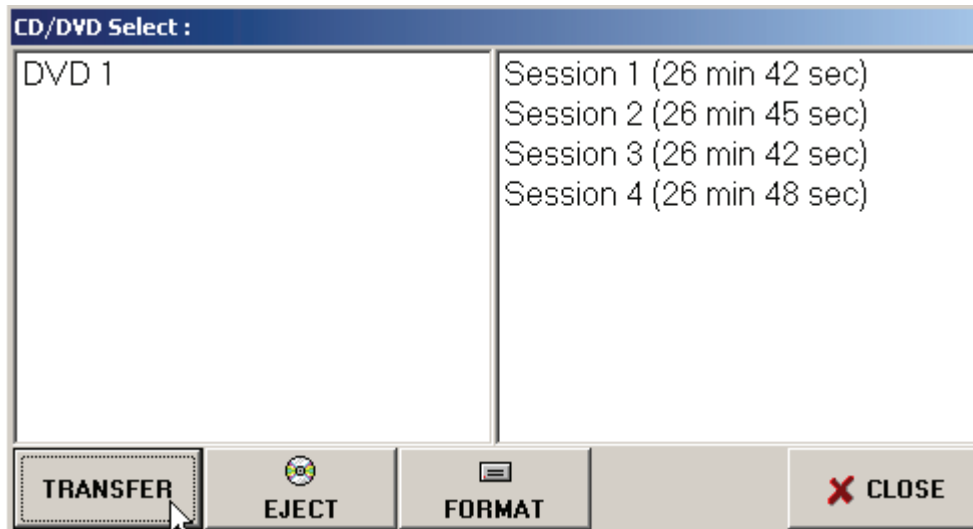 CD/DVD Select :
DVD 1
Session 1 (26 min 42 sec)
Session 2 (26 min 45 sec)
Session 3 (26 min 42 sec)
Session 4 (26 min 48 sec)
TRANSFER
EJECT
FORMAT
CLOSE